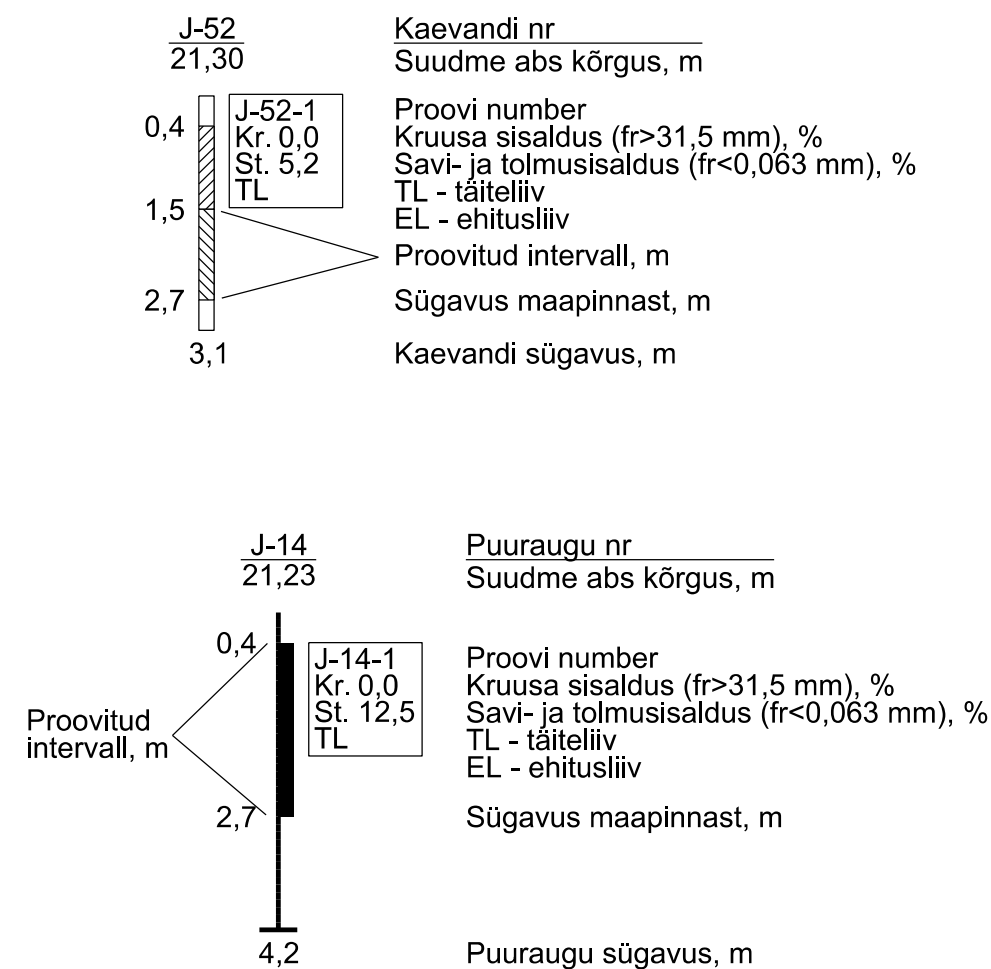 J-52 Kaevandi nr
21,30 Suudme abs kõrgus, m
J-52-1 Proovi number
0,4 Kr. 0,0 Kruusa sisaldus (fr>31,5 mm), %
St. 5,2 Savi- ja tolmusisaldus (fr<0,063 mm), %
TL TL - täiteliiv
1,5 EL - ehitusliiv
Proovitud intervall, m
2,7 Sügavus maapinnast, m
3,1 Kaevandi sügavus, m
J-14 Puuraugu nr
21,23 Suudme abs kõrgus, m
0,4 J-14-1 Proovi number
Kr. 0,0 Kruusa sisaldus (fr>31,5 mm), %
St. 12,5 Savi- ja tolmusisaldus (fr<0,063 mm), %
TL TL - täiteliiv
EL - ehitusliiv
Proovitud
intervall, m
2,7 Sügavus maapinnast, m
4,2 Puuraugu sügavus, m